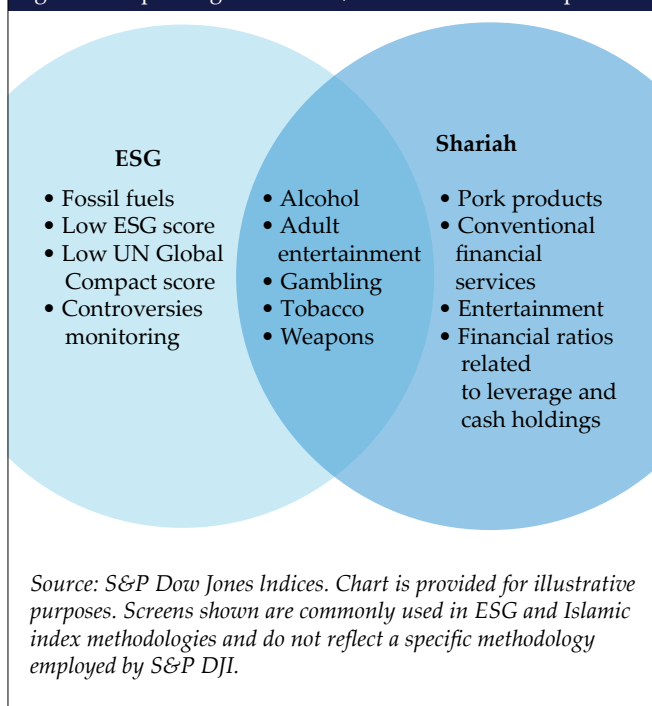 ESG
• Fossil fuels
• Low ESG score
• Low UN Global
Compact score
• Controversies
monitoring
• Alcohol
• Adult
entertainment
• Gambling
• Tobacco
• Weapons
Shariah
• Pork products
• Conventional
financial
services
• Entertainment
• Financial ratios
related
to leverage and
cash holdings
Source: S&P Dow Jones Indices. Chart is provided for illustrative
purposes. Screens shown are commonly used in ESG and Islamic
index methodologies and do not reflect a specific methodology
employed by S&P DJI.